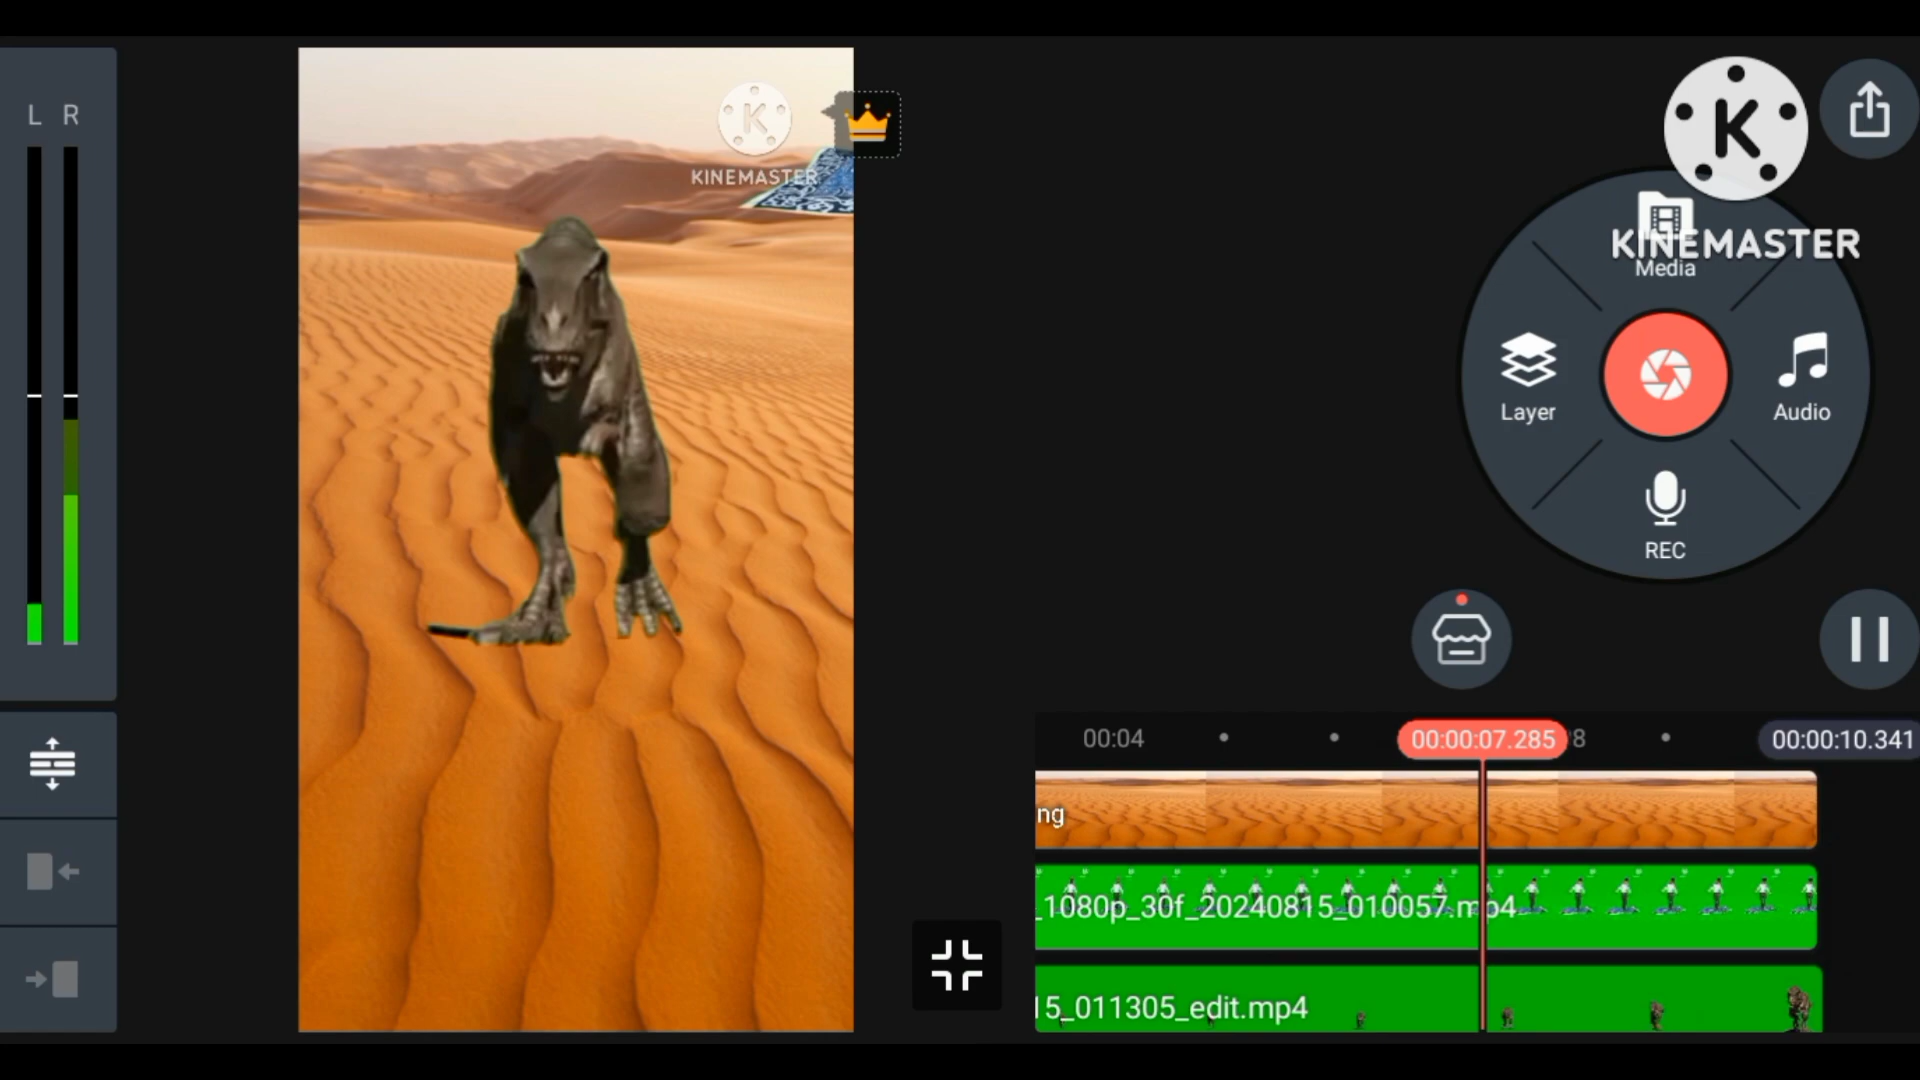 L R
K
KINEMASTER
K
KINEMASTER
Media
Layer
Audio
REC
00:04
00:00:07.285
8
00:00:10.341
ng
_1080p_30f_20240815_010057.mp4
15_011305_edit.mp4